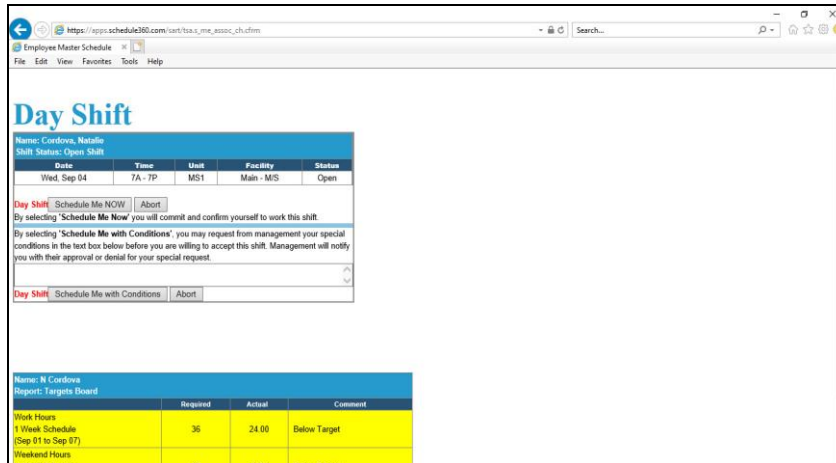 https://apps.schedule360.com/sart/tsa.s_me_assoc_ch.cfm
Search...
Employee Master Schedule
File Edit View Favorites Tools Help
Day Shift
Name: Cordova, Natalie
Shift Status: Open Shift
Date Time Unit Facility Status
Wed, Sep 04 7A - 7P MS1 Main - M/S Open
Day Shift Schedule Me NOW Abort
By selecting 'Schedule Me Now' you will commit and confirm yourself to work this shift.
By selecting 'Schedule Me with Conditions', you may request from management your special
conditions in the text box below before you are willing to accept this shift. Management will notify
you with their approval or denial for your special request.
Day Shift Schedule Me with Conditions Abort
Name: N Cordova
Report: Targets Board
Required Actual Comment
Work Hours
1 Week Schedule 36 24.00 Below Target
(Sep 01 to Sep 07)
Weekend Hours